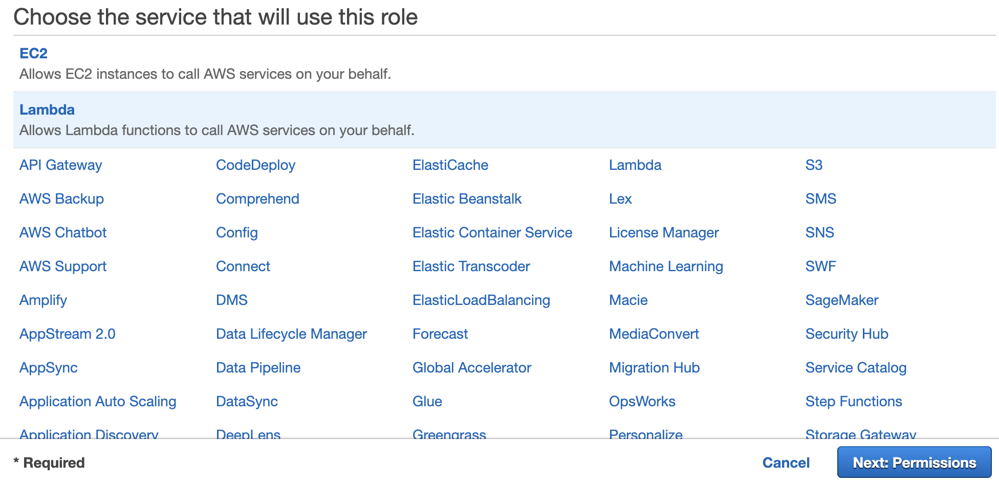 Choose the service that will use this role
EC2
Allows EC2 instances to call AWS services on your behalf.
Lambda
Allows Lambda functions to call AWS services on your behalf.
API Gateway CodeDeploy ElastiCache Lambda S3
AWS Backup Comprehend Elastic Beanstalk Lex SMS
AWS Chatbot Config Elastic Container Service License Manager SNS
AWS Support Connect Elastic Transcoder Machine Learning SWF
Amplify DMS ElasticLoadBalancing Macie SageMaker
AppStream 2.0 Data Lifecycle Manager Forecast MediaConvert Security Hub
AppSync Data Pipeline Global Accelerator Migration Hub Service Catalog
Application Auto Scaling DataSync Glue OpsWorks Step Functions
Application Discovery DeepLens Greengrass Personalize Storage Gateway
* Required Cancel Next: Permissions